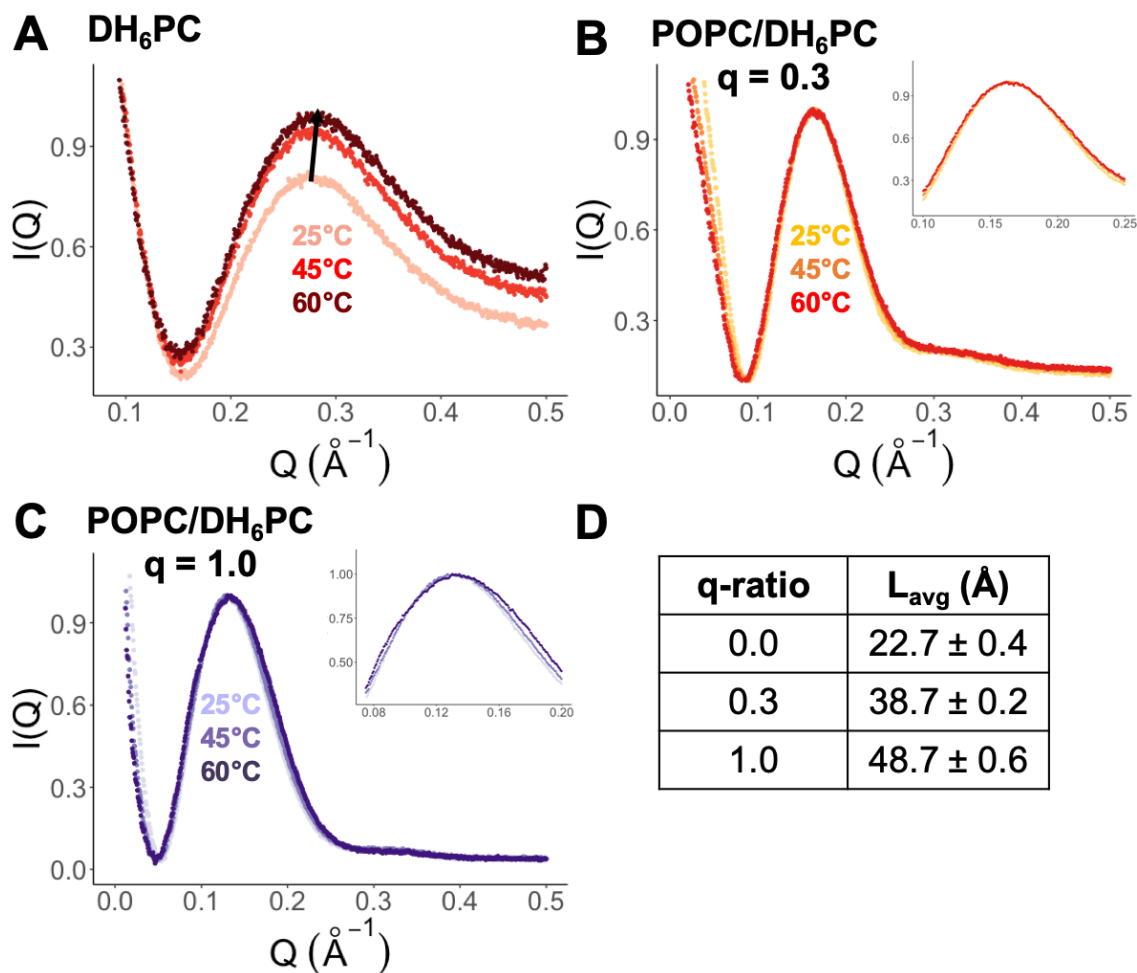 A DH₆PC
I(Q)
0.9
0.6
0.3
25°C
45°C
60°C
0.1 0.2 0.3 0.4 0.5
Q (Å⁻¹)
B POPC/DH₆PC
q = 0.3
I(Q)
0.9
0.6
0.3
25°C
45°C
60°C
0.0 0.1 0.2 0.3 0.4 0.5
Q (Å⁻¹)
0.9
0.6
0.3
0.10 0.15 0.20 0.25
C POPC/DH₆PC
q = 1.0
I(Q)
0.9
0.6
0.3
0.0
25°C
45°C
60°C
0.0 0.1 0.2 0.3 0.4 0.5
Q (Å⁻¹)
1.00
0.75
0.50
0.08 0.12 0.16 0.20
D
q-ratio Lavg (Å)
0.0 22.7 ± 0.4
0.3 38.7 ± 0.2
1.0 48.7 ± 0.6